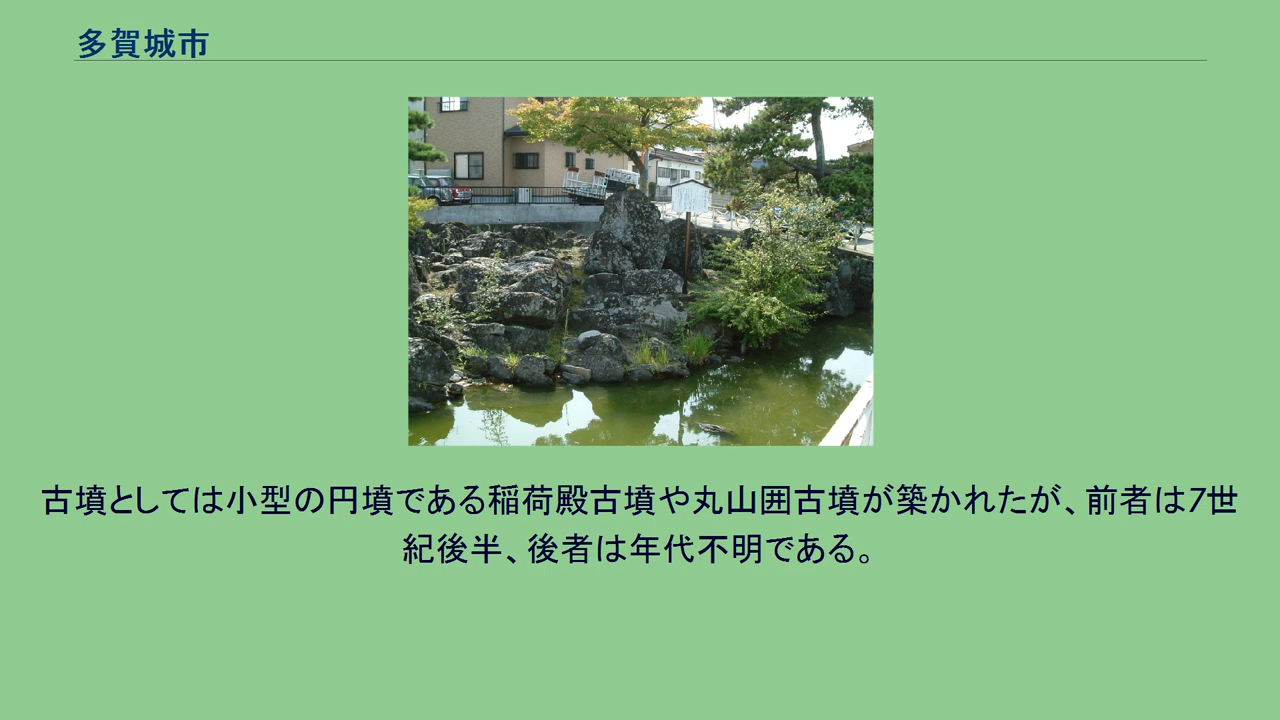 多賀城市
古墳としては小型の円墳である稲荷殿古墳や丸山囲古墳が築かれたが、前者は7世
紀後半、後者は年代不明である。